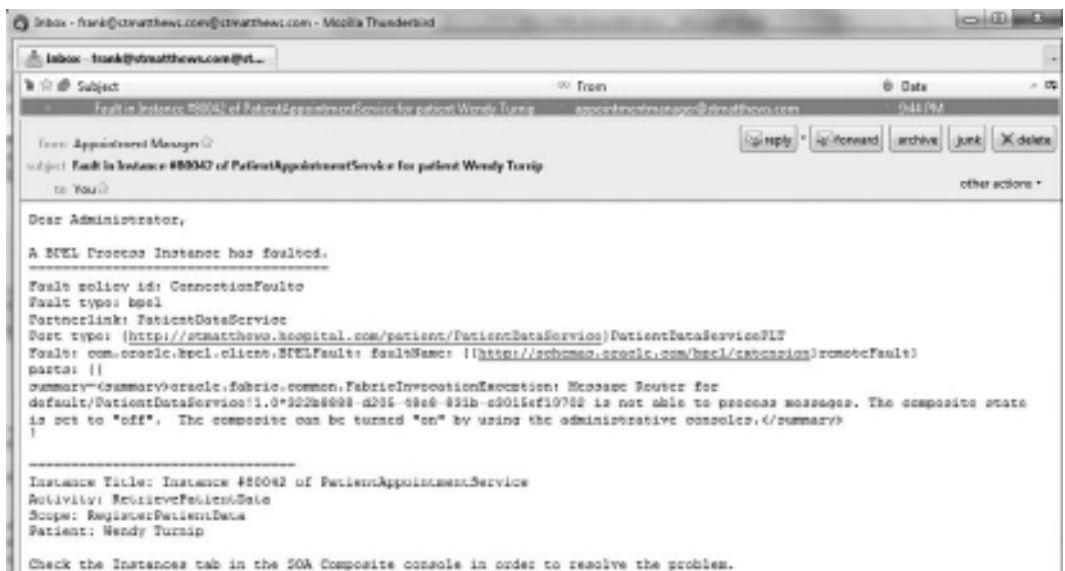 Inbox - frank@stmatthews.com@stmatthews.com - Mozilla Thunderbird
Inbox - frank@stmatthews.com@st...
Subject From Date
Fault in Instance #80042 of PatientAppointmentService for patient Wendy Turnip appointmentmanager@stmatthews.com 9:44 PM
from Appointment Manager reply forward archive junk delete
subject Fault in Instance #80042 of PatientAppointmentService for patient Wendy Turnip
to You other actions
Dear Administrator,
A BPEL Process Instance has faulted.
====================================
Fault policy id: ConnectionFaults
Fault type: bpel
Partnerlink: PatientDataService
Port type: {http://stmatthews.hospital.com/patient/PatientDataService}PatientDataServicePLT
Fault: com.oracle.bpel.client.BPELFault: faultName: {{http://schemas.oracle.com/bpel/extension}remoteFault}
parts: {{
summary=<summary>oracle.fabric.common.FabricInvocationException: Message Router for
is not able to process messages. The composite state
is set to "off". The composite can be turned "on" by using the administrative consoles.</summary>
}
Instance Title: Instance #80042 of PatientAppointmentService
Activity: RetrievePatientData
Scope: RegisterPatientData
Patient: Wendy Turnip
Check the Instances tab in the SOA Composite console in order to resolve the problem.